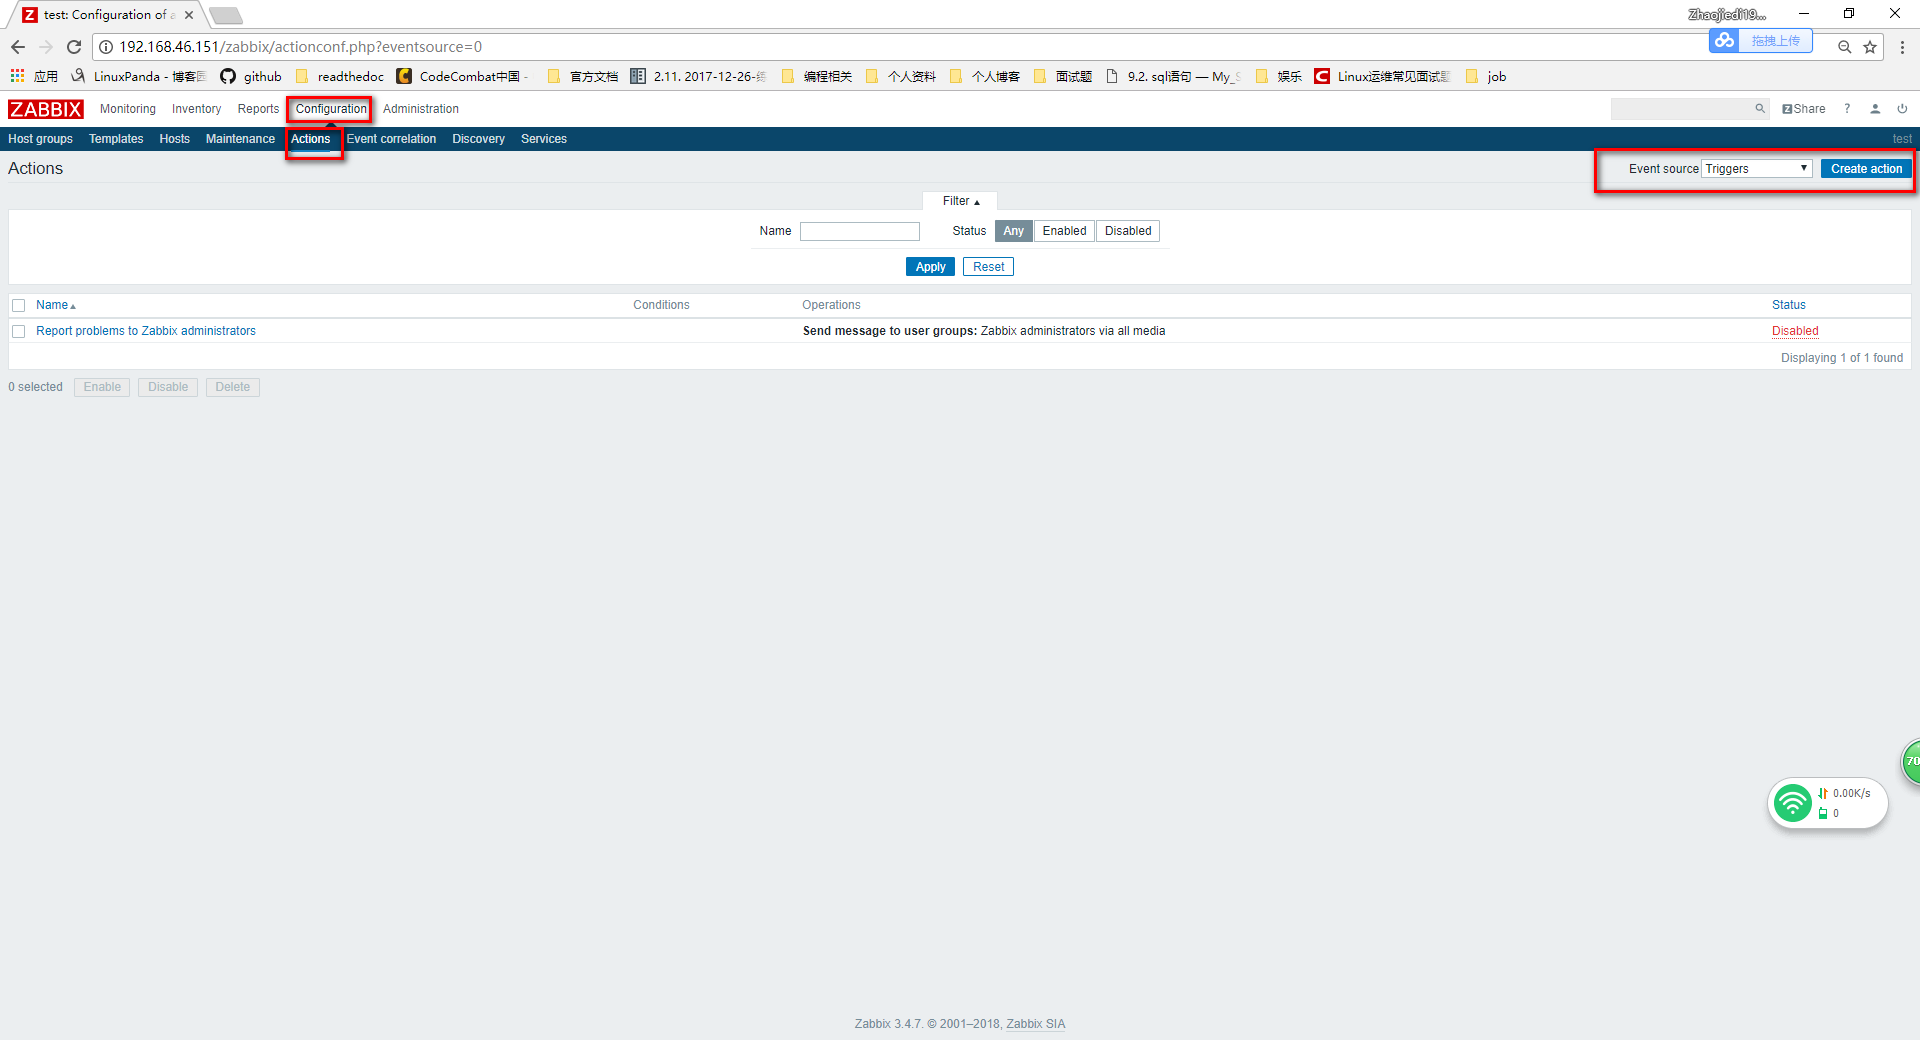 test: Configuration of a
Zhaojiedi19...
192.168.46.151/zabbix/actionconf.php?eventsource=0
拖拽上传
应用 LinuxPanda - 博客园 github readthedoc CodeCombat中国 - 官方文档 2.11. 2017-12-26- 编程相关 个人资料 个人博客 面试题 9.2. sql语句 — My_S 娱乐 Linux运维常见面试题 job
ZABBIX Monitoring Inventory Reports Configuration Administration Share ?
Host groups Templates Hosts Maintenance Actions Event correlation Discovery Services test
Actions Event source Triggers Create action
Filter
Name Status Any Enabled Disabled
Apply Reset
Name Conditions Operations Status
Report problems to Zabbix administrators Send message to user groups: Zabbix administrators via all media Disabled
Displaying 1 of 1 found
0 selected Enable Disable Delete
70
0.00K/s
0
Zabbix 3.4.7. © 2001–2018, Zabbix SIA